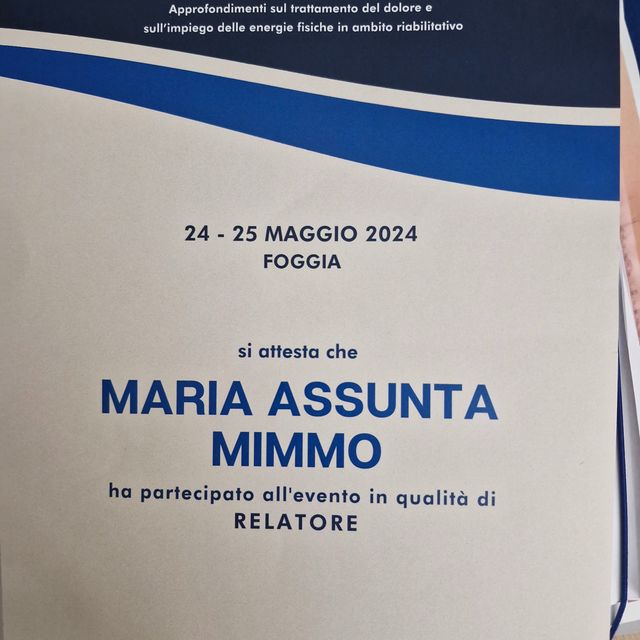 Approfondimenti sul trattamento del dolore e
sull'impiego delle energie fisiche in ambito riabilitativo
24 - 25 MAGGIO 2024
FOGGIA
si attesta che
MARIA ASSUNTA
MIMMO
ha partecipato all'evento in qualità di
RELATORE